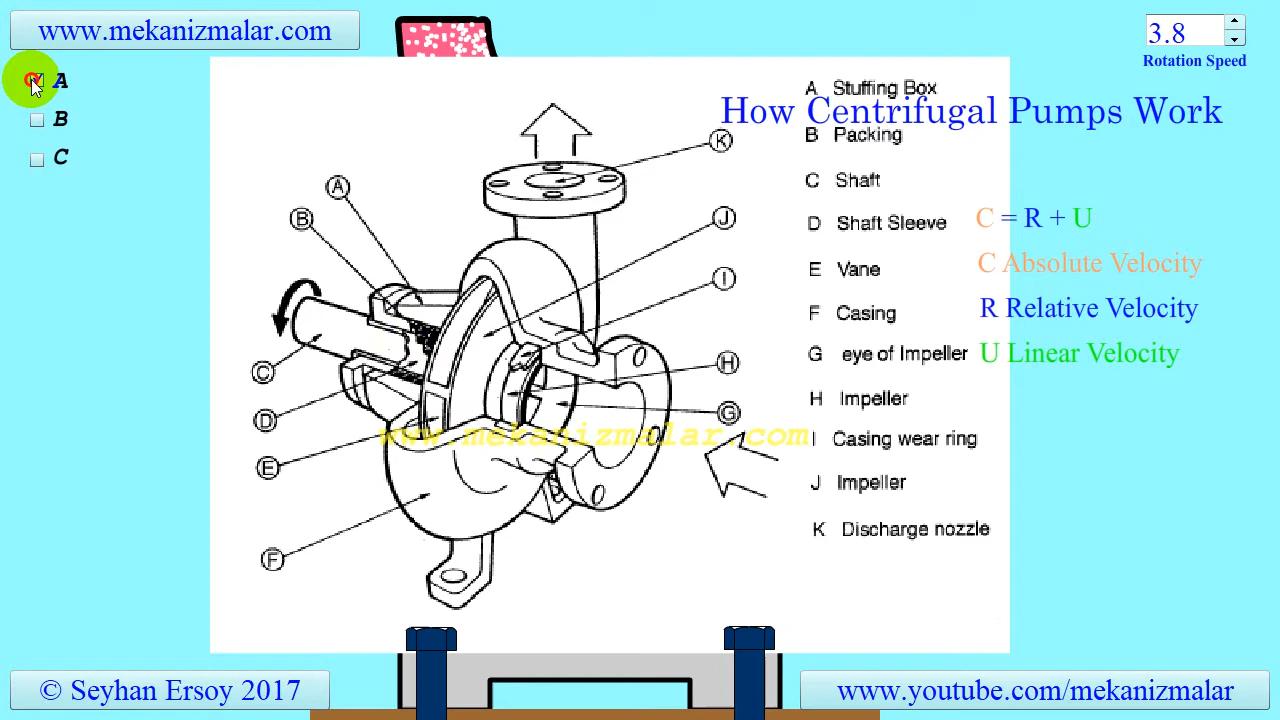 www.mekanizmalar.com
3.8
Rotation Speed
A
B
C
How Centrifugal Pumps Work
A Stuffing Box
B Packing
C Shaft
D Shaft Sleeve
E Vane
F Casing
G eye of Impeller
H Impeller
I Casing wear ring
J Impeller
K Discharge nozzle
C = R + U
C Absolute Velocity
R Relative Velocity
U Linear Velocity
A
B
C
D
E
F
K
J
I
H
G
www.mekanizmalar.com
© Seyhan Ersoy 2017
www.youtube.com/mekanizmalar